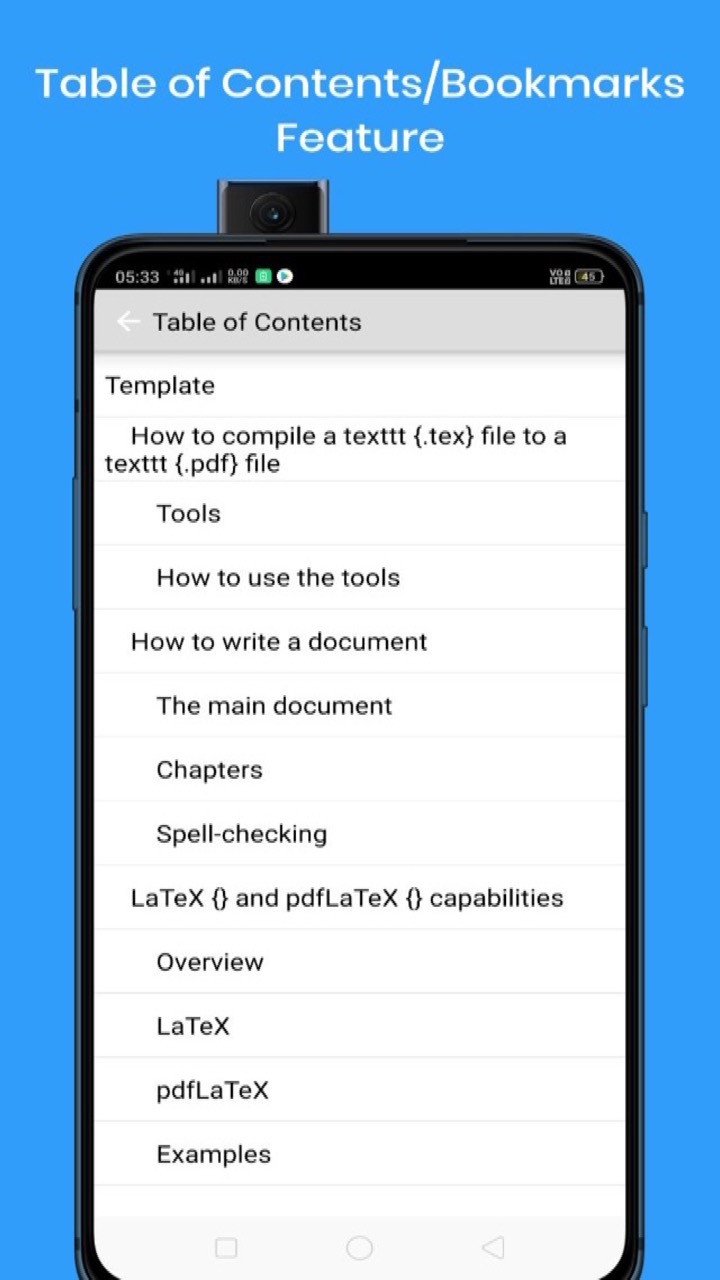 Table of Contents/Bookmarks
Feature
05:33 4G 0.00 KB/S VO LTE 45
Table of Contents
Template
How to compile a texttt {.tex} file to a
texttt {.pdf} file
Tools
How to use the tools
How to write a document
The main document
Chapters
Spell-checking
LaTeX {} and pdfLaTeX {} capabilities
Overview
LaTeX
pdfLaTeX
Examples